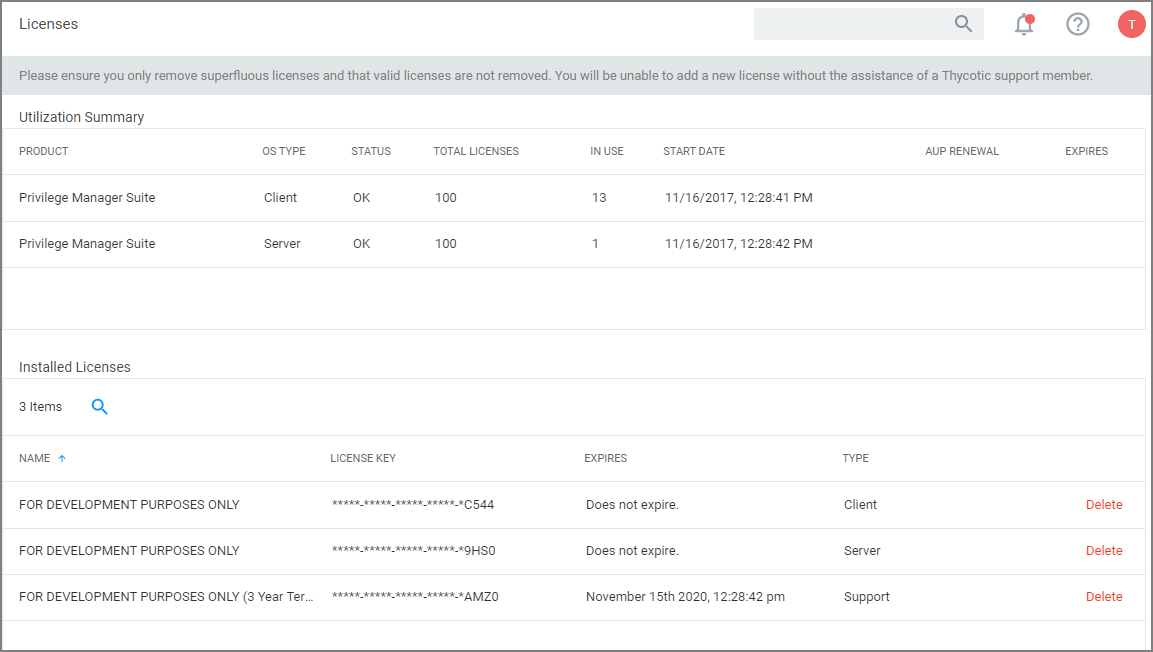 Licenses
T
Please ensure you only remove superfluous licenses and that valid licenses are not removed. You will be unable to add a new license without the assistance of a Thycotic support member.
Utilization Summary
PRODUCT OS TYPE STATUS TOTAL LICENSES IN USE START DATE AUP RENEWAL EXPIRES
Privilege Manager Suite Client OK 100 13 11/16/2017, 12:28:41 PM
Privilege Manager Suite Server OK 100 1 11/16/2017, 12:28:42 PM
Installed Licenses
3 Items
NAME LICENSE KEY EXPIRES TYPE
FOR DEVELOPMENT PURPOSES ONLY *****-*****-*****-*****-*C544 Does not expire. Client Delete
FOR DEVELOPMENT PURPOSES ONLY *****-*****-*****-*****-*9HS0 Does not expire. Server Delete
FOR DEVELOPMENT PURPOSES ONLY (3 Year Ter... *****-*****-*****-*****-*AMZ0 November 15th 2020, 12:28:42 pm Support Delete